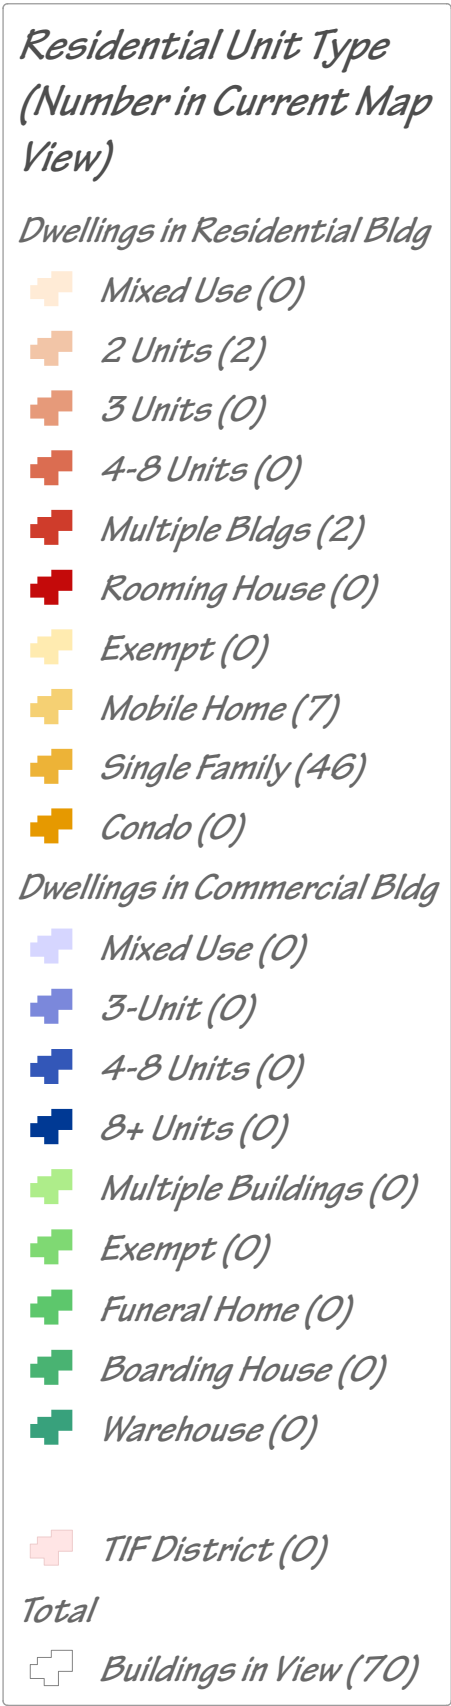 Residential Unit Type
(Number in Current Map
View)
Dwellings in Residential Bldg
Mixed Use (0)
2 Units (2)
3 Units (0)
4-8 Units (0)
Multiple Bldgs (2)
Rooming House (0)
Exempt (0)
Mobile Home (7)
Single Family (46)
Condo (0)
Dwellings in Commercial Bldg
Mixed Use (0)
3-Unit (0)
4-8 Units (0)
8+ Units (0)
Multiple Buildings (0)
Exempt (0)
Funeral Home (0)
Boarding House (0)
Warehouse (0)
TIF District (0)
Total
Buildings in View (70)